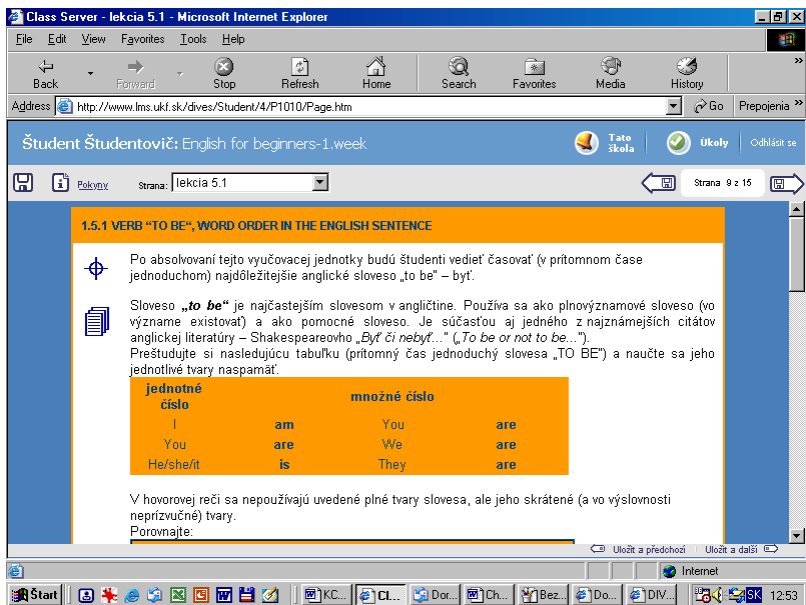 Class Server - lekcia 5.1 - Microsoft Internet Explorer
File Edit View Favorites Tools Help
Back Forward Stop Refresh Home Search Favorites Media History »
Address http://www.lms.ukf.sk/dives/Student/4/P1010/Page.htm Go Prepojenia »
Študent Študentovič: English for beginners-1.week Tato škola Úkoly Odhlásit se
Pokyny Strana: lekcia 5.1 Strana 9 z 15
1.5.1 VERB "TO BE", WORD ORDER IN THE ENGLISH SENTENCE
Po absolvovaní tejto vyučovacej jednotky budú študenti vedieť časovať (v prítomnom čase
jednoduchom) najdôležitejšie anglické sloveso „to be" – byť.
Sloveso „to be" je najčastejším slovesom v angličtine. Používa sa ako plnovýznamové sloveso (vo
význame existovať) a ako pomocné sloveso. Je súčasťou aj jedného z najznámejších citátov
anglickej literatúry – Shakespeareovho „Byť či nebyť..." („To be or not to be...").
Preštudujte si nasledujúcu tabuľku (prítomný čas jednoduchý slovesa „TO BE") a naučte sa jeho
jednotlivé tvary naspamäť.
jednotné číslo množné číslo
I am You are
You are We are
He/she/it is They are
V hovorovej reči sa nepoužívajú uvedené plné tvary slovesa, ale jeho skrátené (a vo výslovnosti
neprízvučné) tvary.
Porovnajte:
Uložit a předchozí Uložit a další
Internet
Štart KC... Cl... Dor... Ch... Bez... Do... DIV... SK 12:53